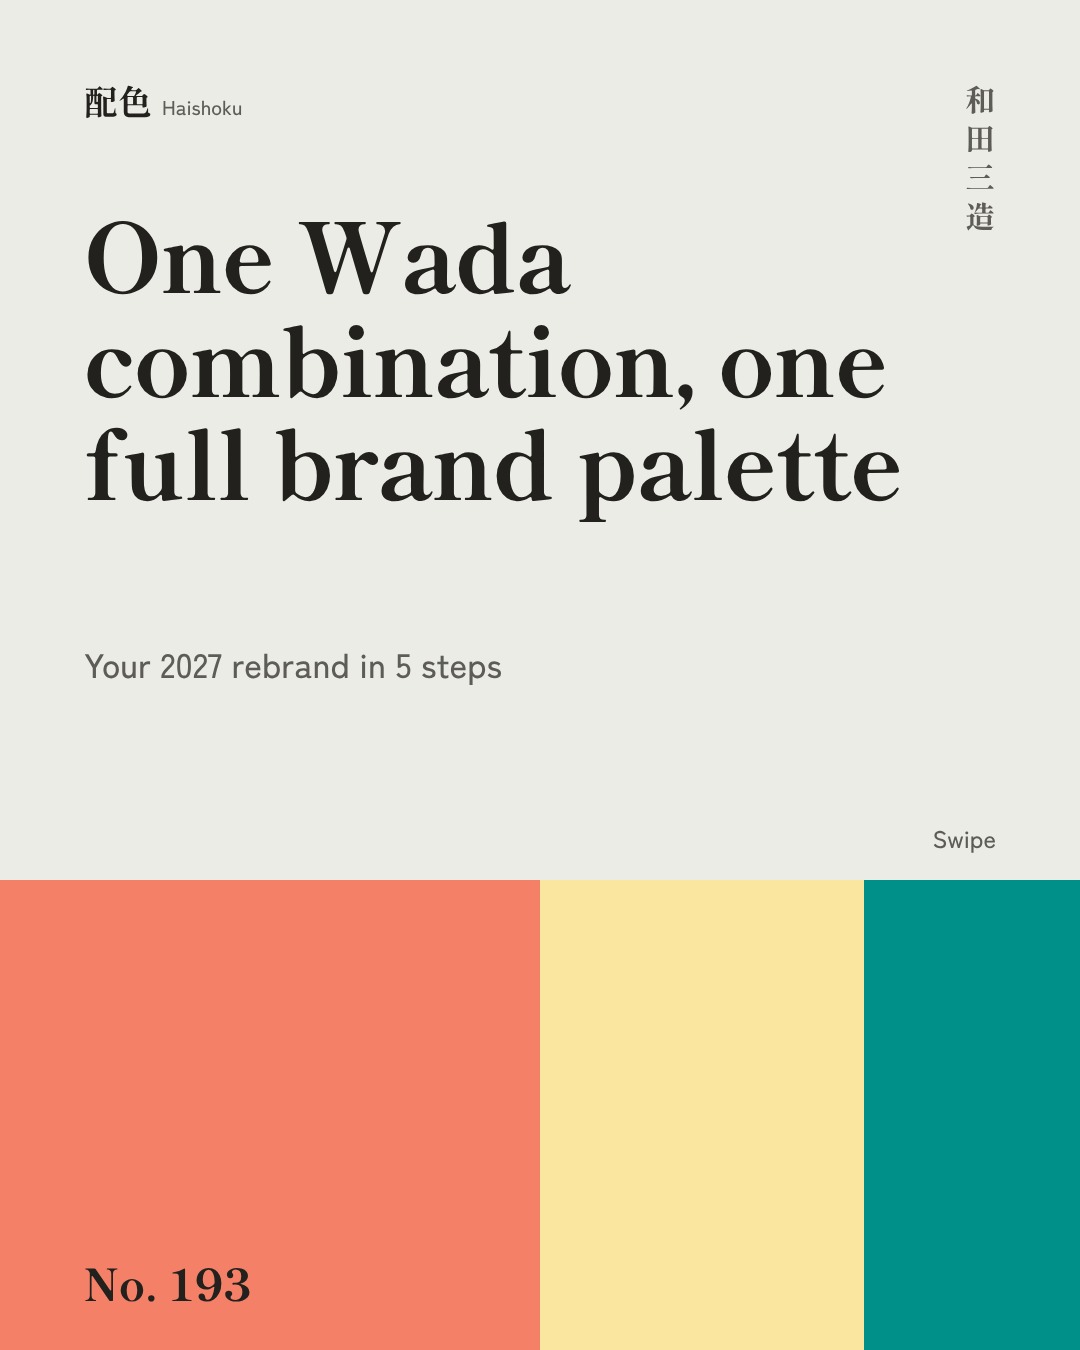 配色 Haishoku
和田三造
One Wada
combination, one
full brand palette
Your 2027 rebrand in 5 steps
Swipe
No. 193